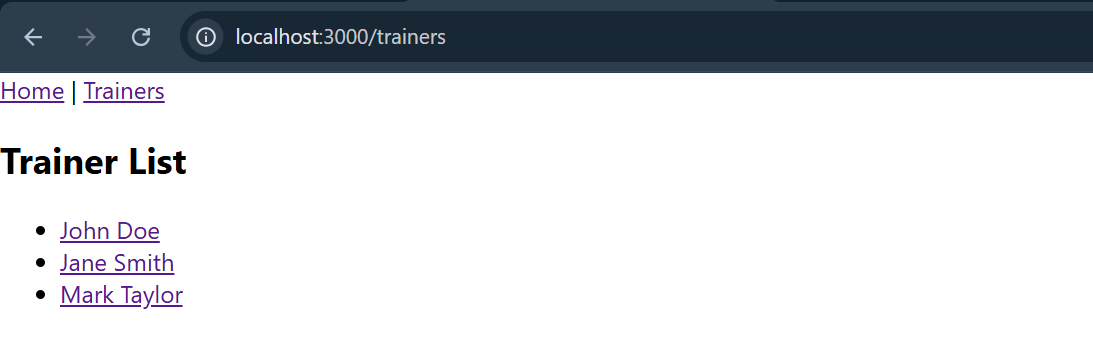 localhost:3000/trainers
Home | Trainers
Trainer List
John Doe
Jane Smith
Mark Taylor